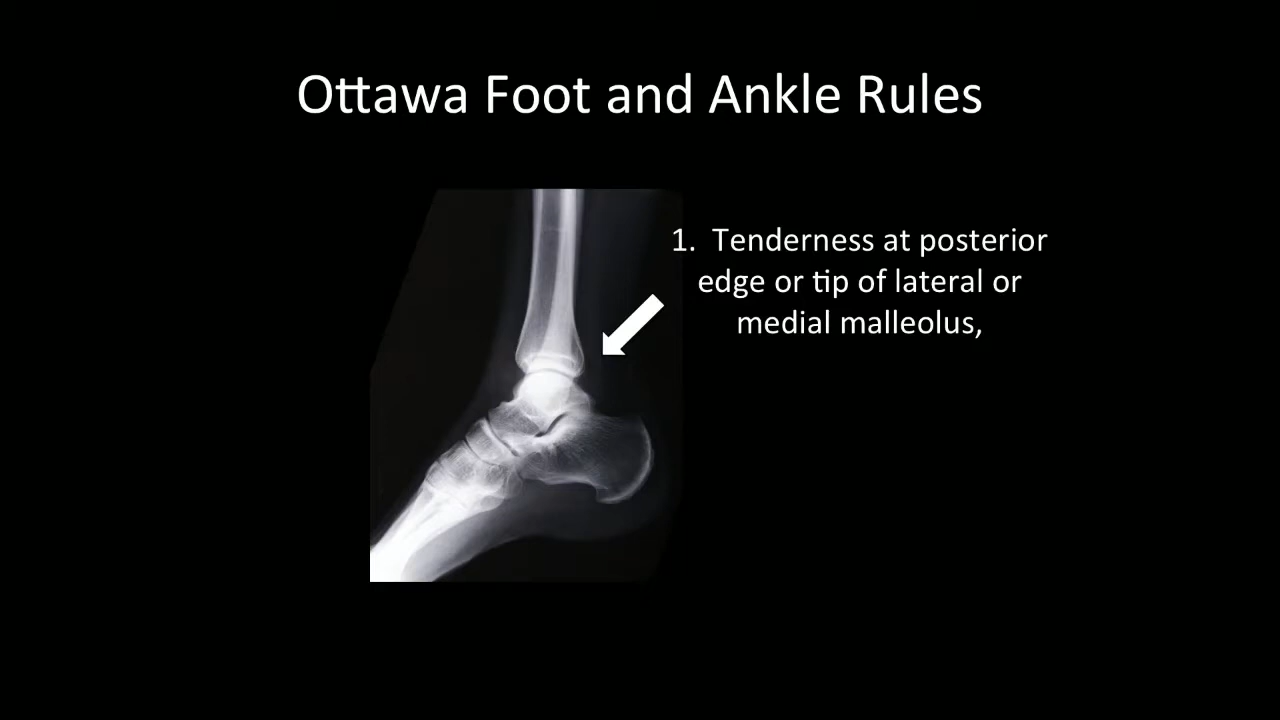 Ottawa Foot and Ankle Rules
1. Tenderness at posterior
edge or tip of lateral or
medial malleolus,